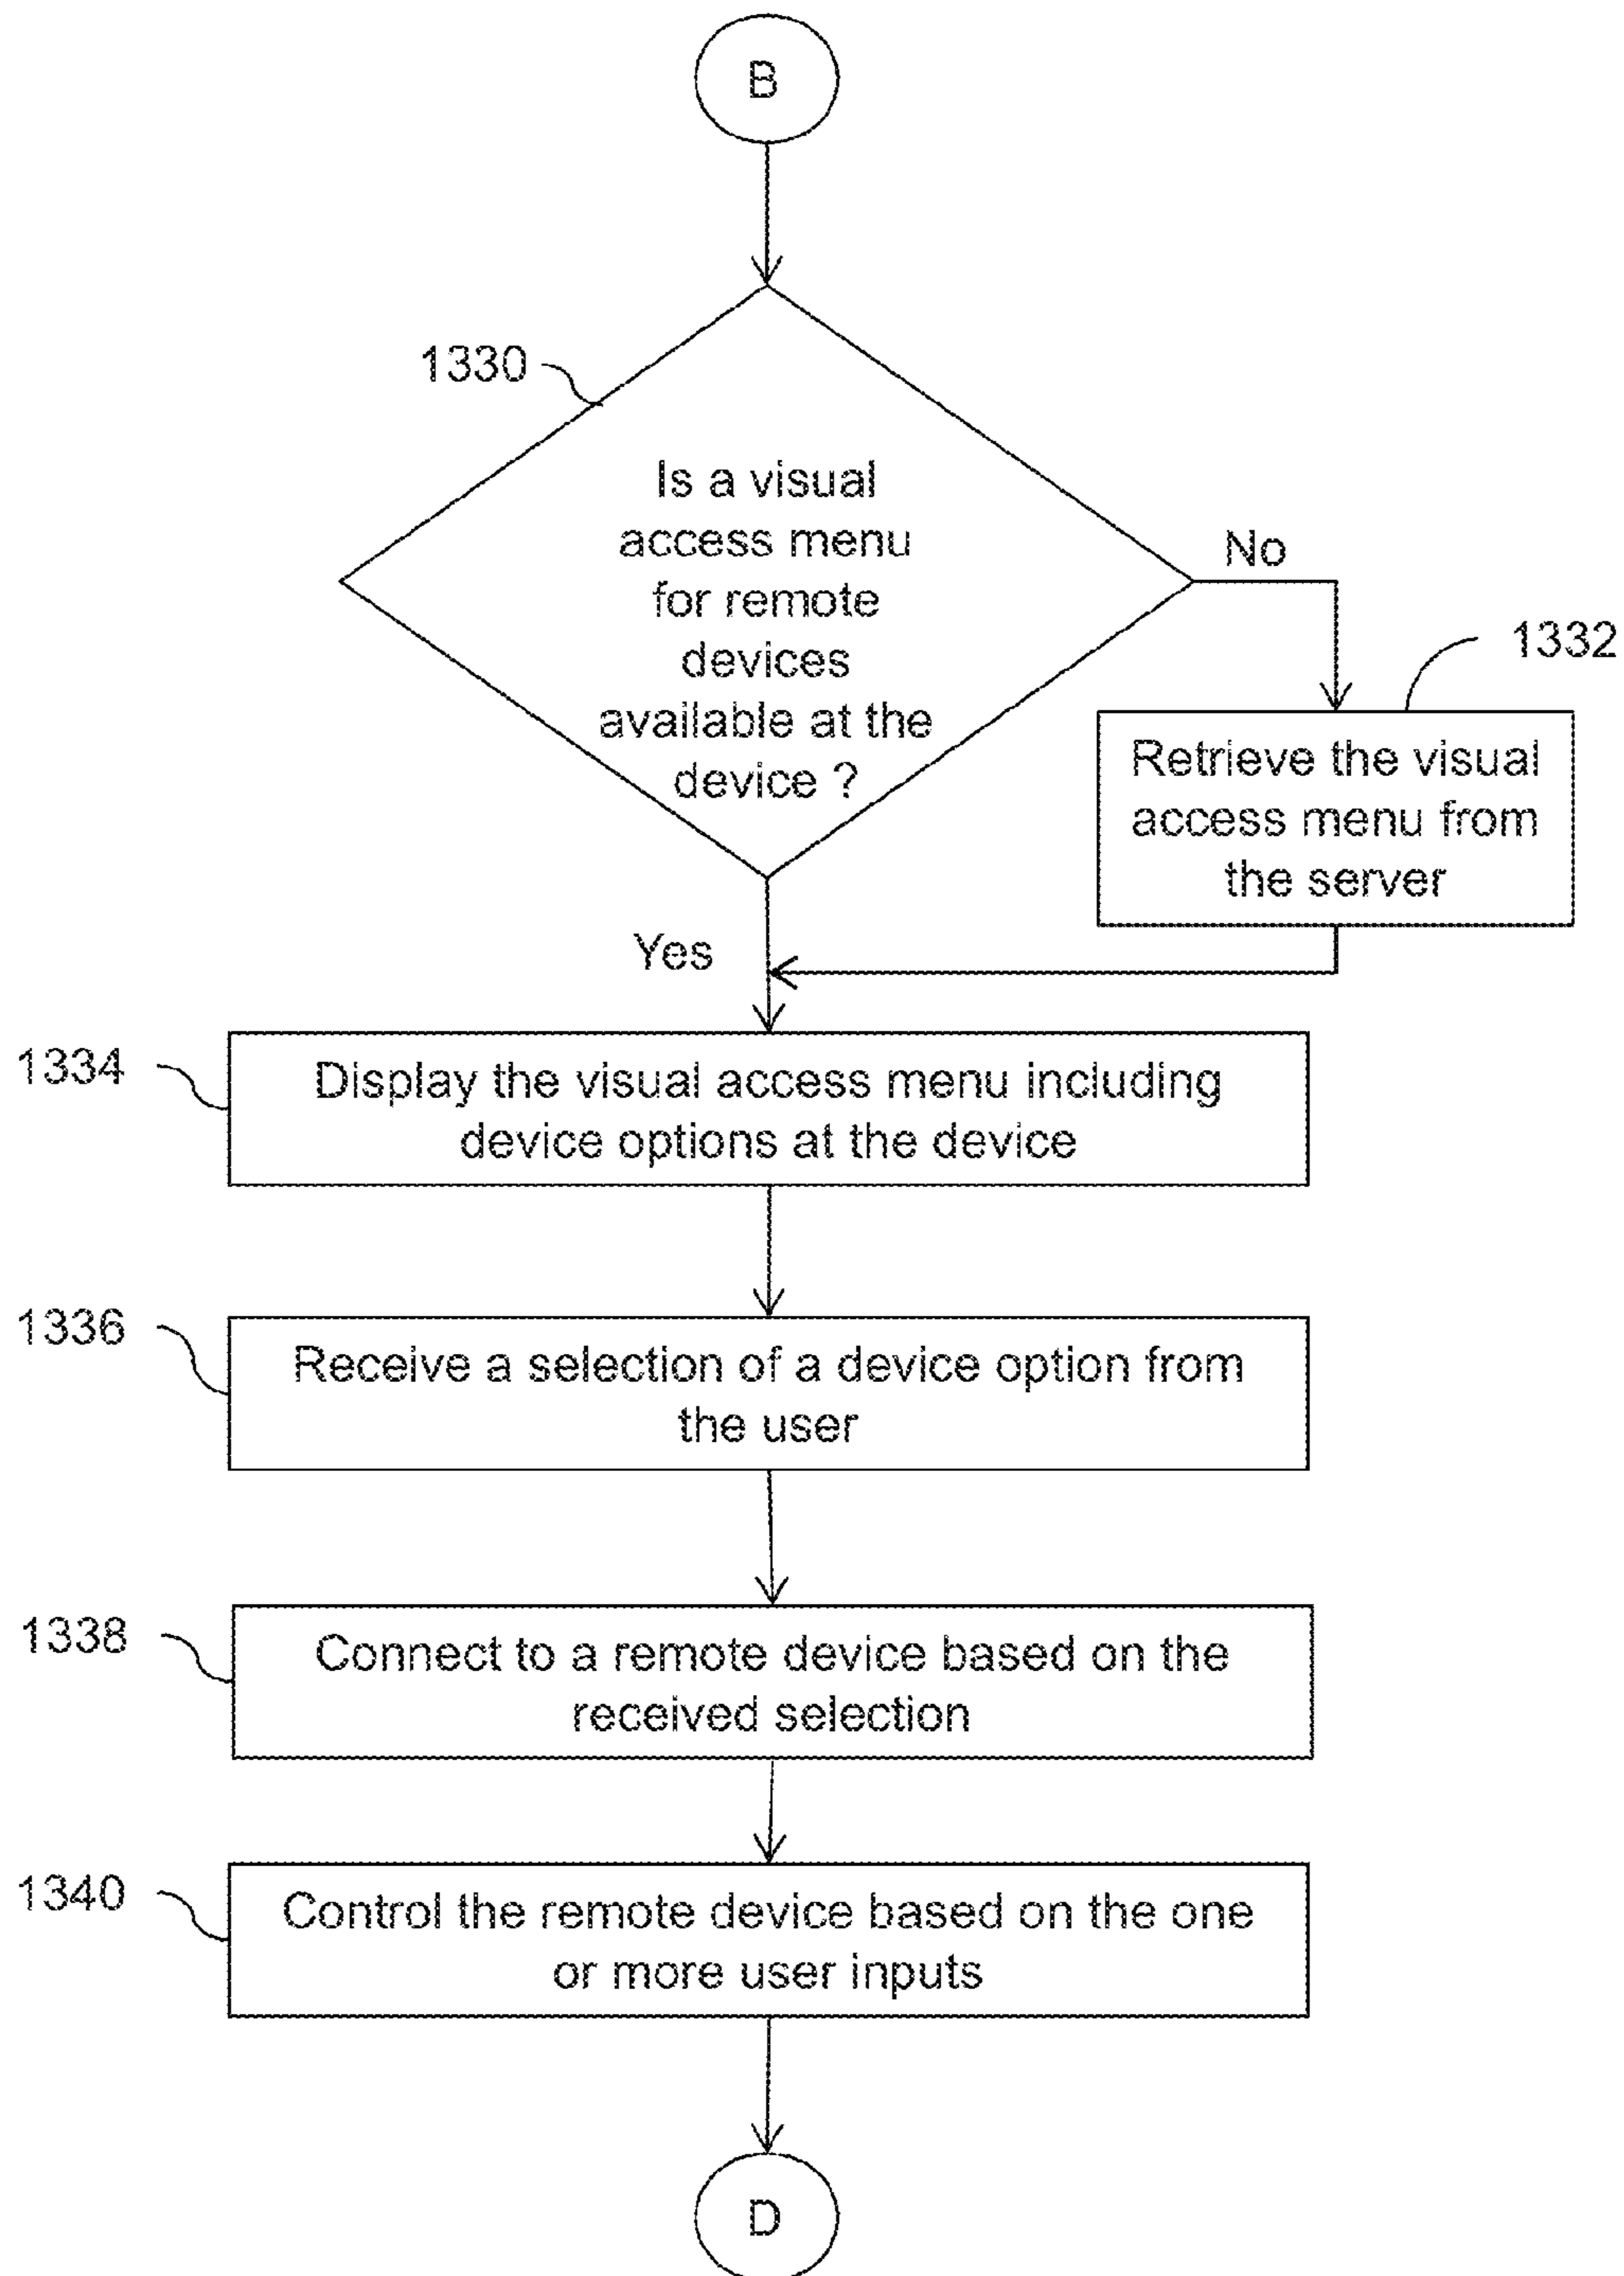 B
1330
Is a visual
access menu
for remote
devices
available at the
device ?
No
1332
Retrieve the visual
access menu from
the server
Yes
1334
Display the visual access menu including
device options at the device
1336
Receive a selection of a device option from
the user
1338
Connect to a remote device based on the
received selection
1340
Control the remote device based on the one
or more user inputs
D